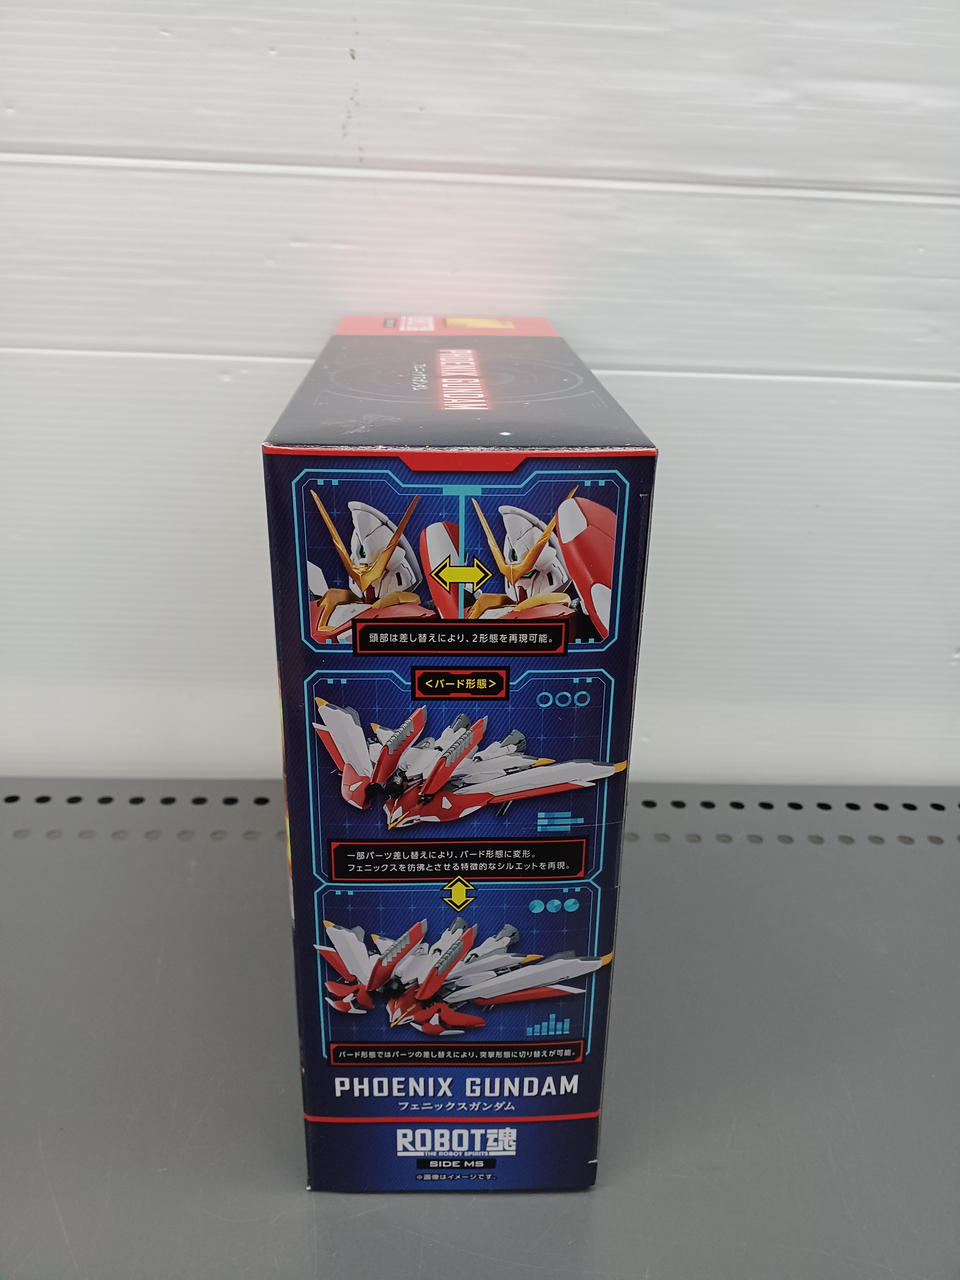 PHOENIX GUNDAM
頭部は差し替えにより、2形態を再現可能。
<バード形態>
一部パーツ差し替えにより、バード形態に変形。
フェニックスを彷彿とさせる特徴的なシルエットを再現。
バード形態ではパーツの差し替えにより、突撃形態に切り替えが可能。
PHOENIX GUNDAM
フェニックスガンダム
ROBOT魂
THE ROBOT SPIRITS
SIDE MS
※画像はイメージです。